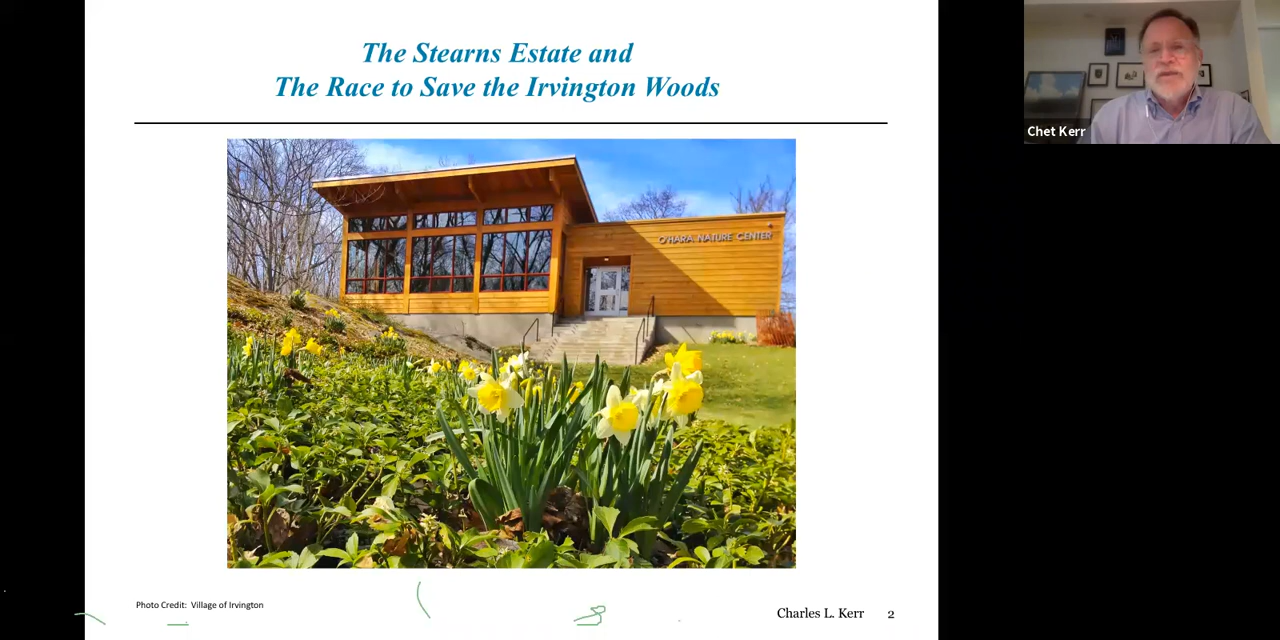 The Stearns Estate and
The Race to Save the Irvington Woods
Chet Kerr
O'HARA NATURE CENTER
Photo Credit: Village of Irvington
Charles L. Kerr 2